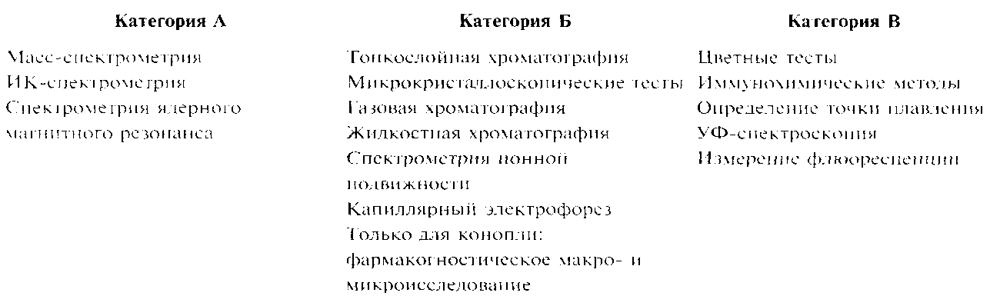 Категория А
Масс-спектрометрия
ИК-спектрометрия
Спектрометрия ядерного
магнитного резонанса
Категория Б
Тонкослойная хроматография
Микрокристаллоскопические тесты
Газовая хроматография
Жидкостная хроматография
Спектрометрия ионной
подвижности
Капиллярный электрофорез
Только для конопли:
фармакогностическое макро- и
микроисследование
Категория В
Цветные тесты
Иммунохимические методы
Определение точки плавления
УФ-спектроскопия
Измерение флюоресценции